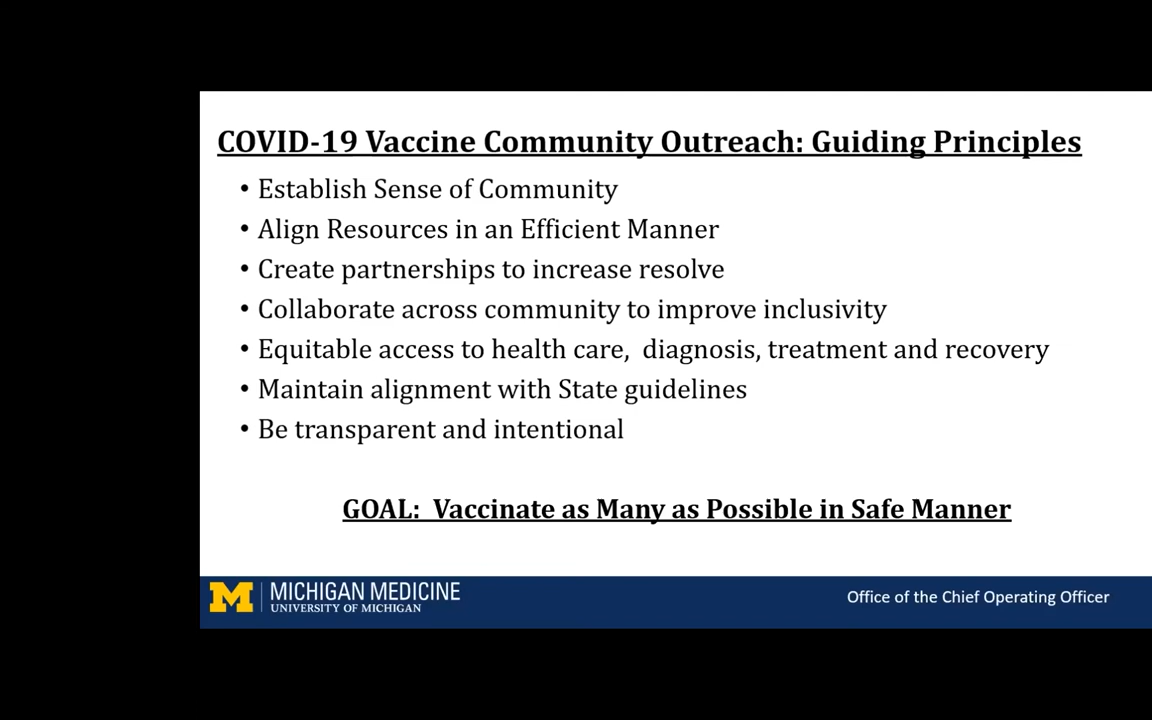 COVID-19 Vaccine Community Outreach: Guiding Principles
• Establish Sense of Community
• Align Resources in an Efficient Manner
• Create partnerships to increase resolve
• Collaborate across community to improve inclusivity
• Equitable access to health care,  diagnosis, treatment and recovery
• Maintain alignment with State guidelines
• Be transparent and intentional
GOAL:  Vaccinate as Many as Possible in Safe Manner
M MICHIGAN MEDICINE
UNIVERSITY OF MICHIGAN
Office of the Chief Operating Officer